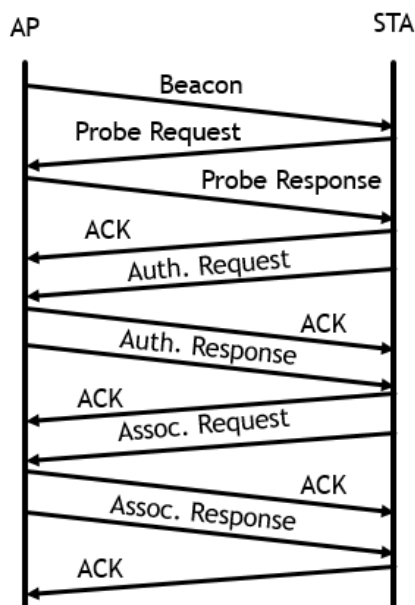 AP
STA
Beacon
Probe Request
Probe Response
ACK
Auth. Request
ACK
Auth. Response
ACK
Assoc. Request
ACK
Assoc. Response
ACK